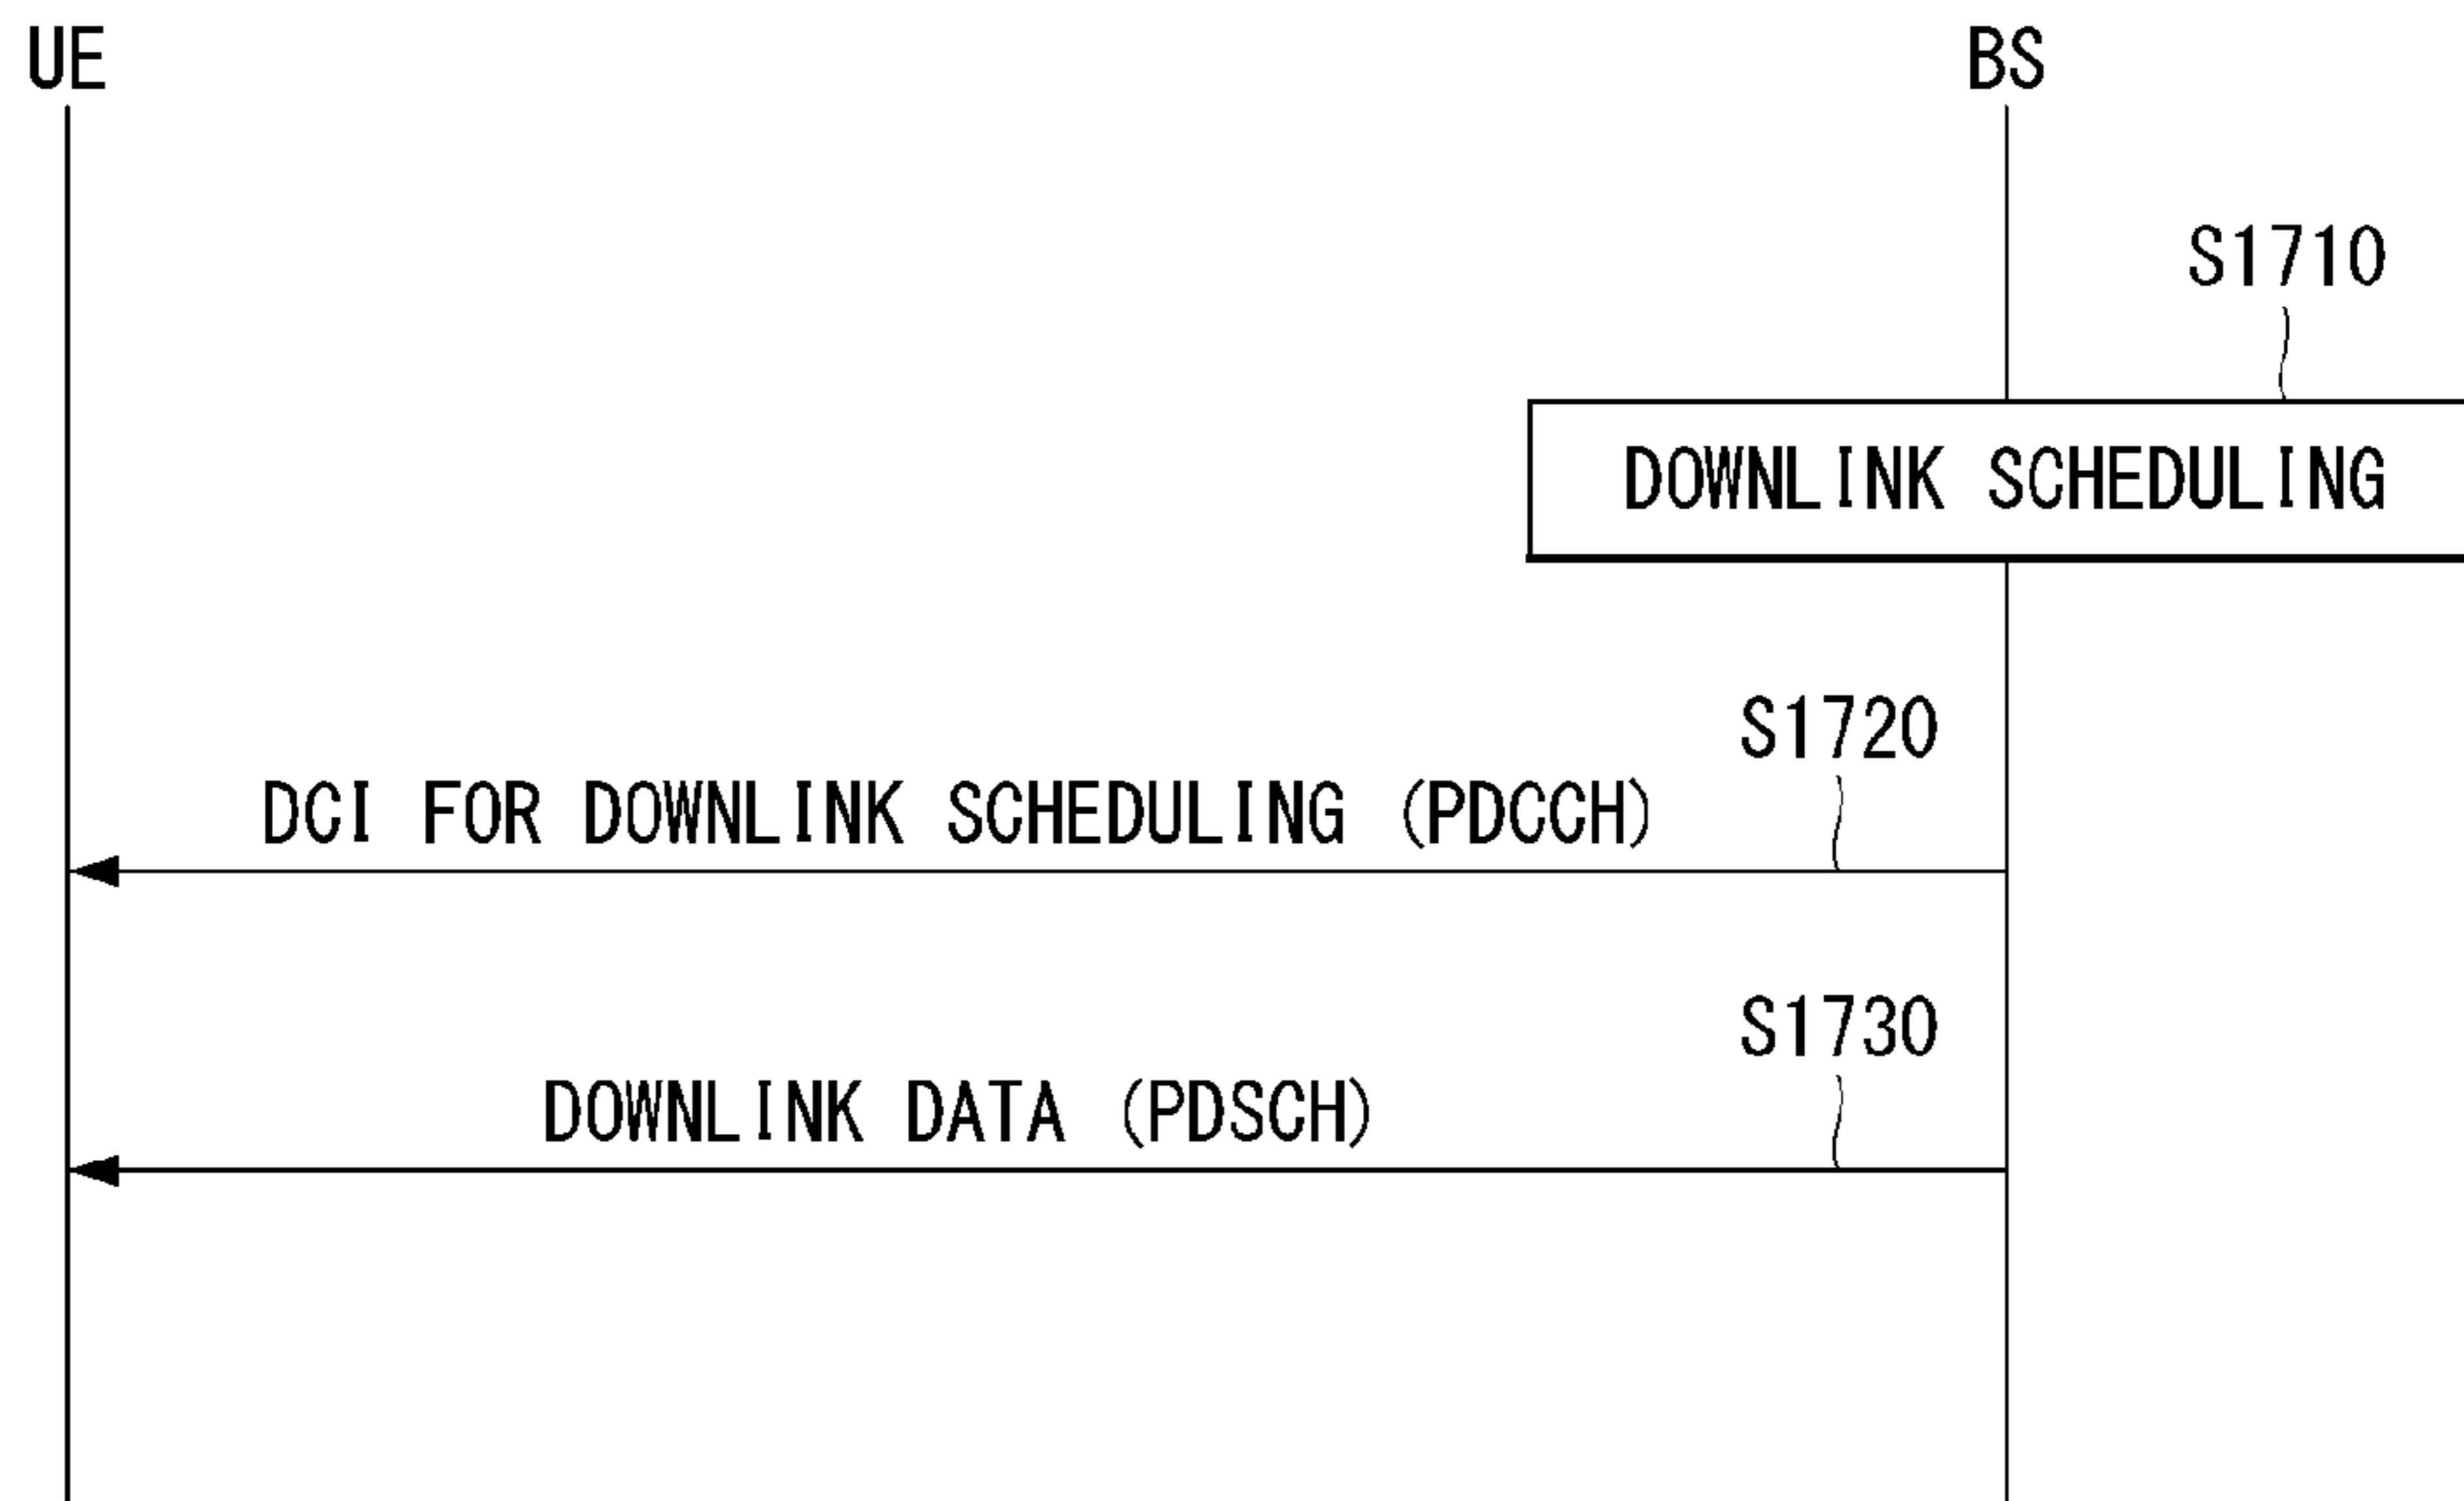 UE
BS
S1710
DOWNLINK SCHEDULING
S1720
DCI FOR DOWNLINK SCHEDULING (PDCCH)
S1730
DOWNLINK DATA (PDSCH)